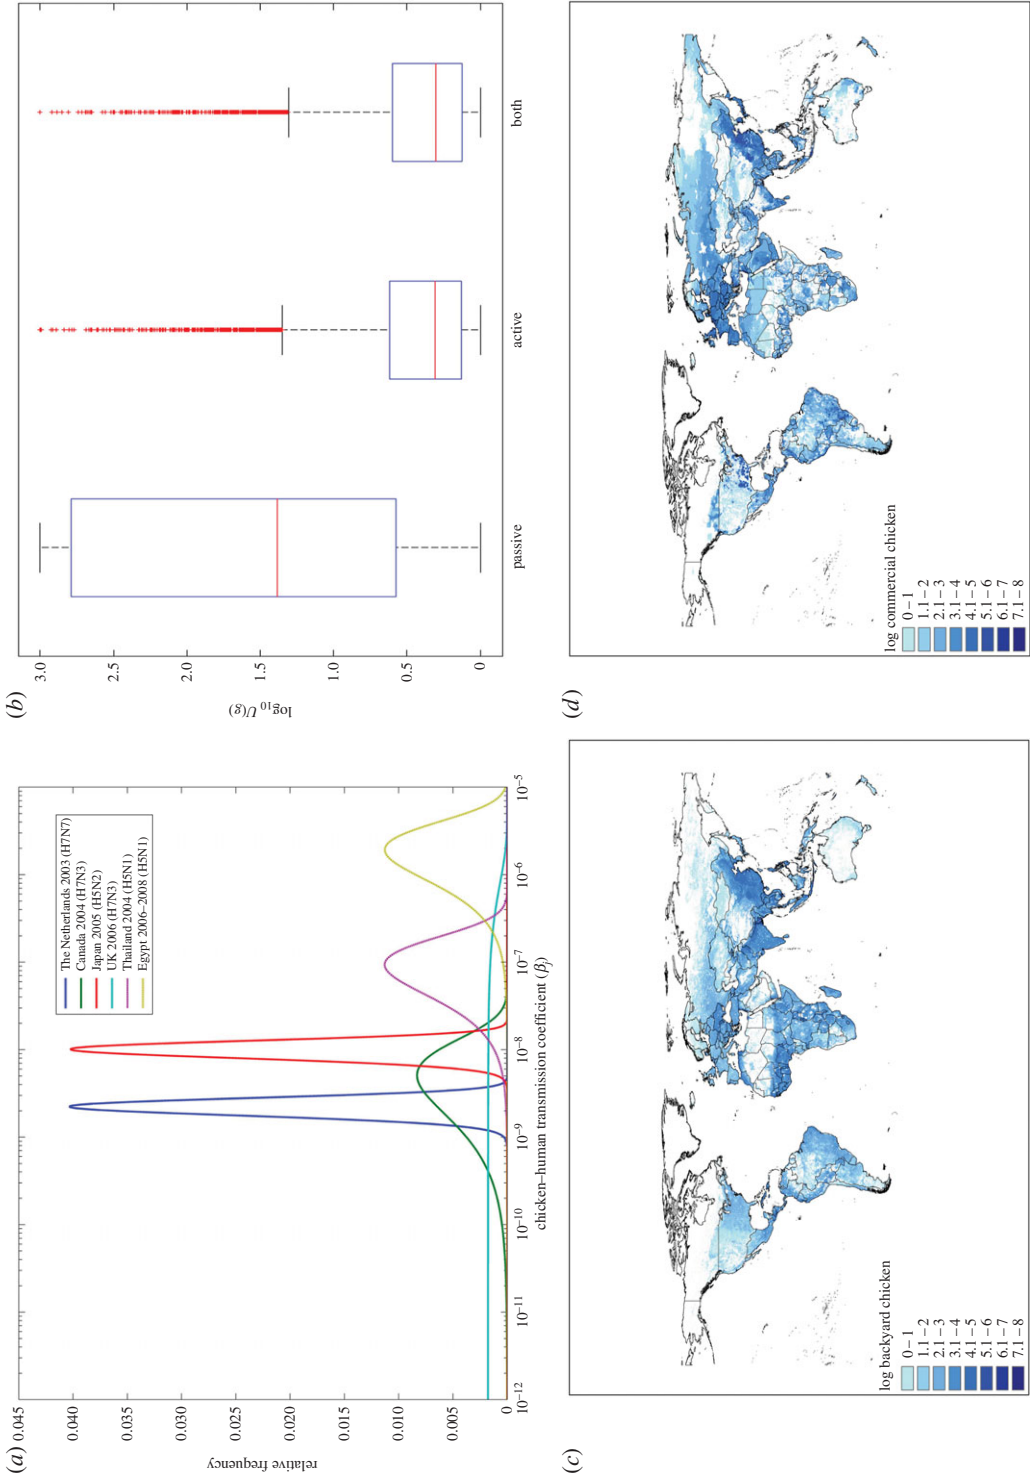 (a)
0.045
0.040
0.035
0.030
0.025
0.020
0.015
0.010
0.005
0
relative frequency
The Netherlands 2003 (H7N7)
Canada 2004 (H7N3)
Japan 2005 (H5N2)
UK 2006 (H7N3)
Thailand 2004 (H5N1)
Egypt 2006–2008 (H5N1)
10⁻¹² 10⁻¹¹ 10⁻¹⁰ 10⁻⁹ 10⁻⁸ 10⁻⁷ 10⁻⁶ 10⁻⁵
chicken–human transmission coefficient (βj)
(b)
3.0
2.5
2.0
1.5
1.0
0.5
0
log₁₀ U(g)
passive active both
(c)
log backyard chicken
0–1
1.1–2
2.1–3
3.1–4
4.1–5
5.1–6
6.1–7
7.1–8
(d)
log commercial chicken
0–1
1.1–2
2.1–3
3.1–4
4.1–5
5.1–6
6.1–7
7.1–8